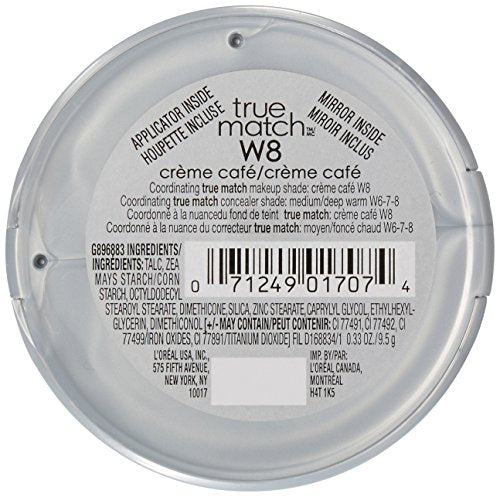 APPLICATOR INSIDE
HOUPETTE INCLUSE
true
match™/MC
W8
MIRROR INSIDE
MIROIR INCLUS
crème café/crème café
Coordinating true match makeup shade: crème café W8
Coordinating true match concealer shade: medium/deep warm W6-7-8
Coordonné à la nuancedu fond de teint true match: crème café W8
Coordonné à la nuance du correcteur true match: moyen/foncé chaud W6-7-8
G896883 INGREDIENTS/
INGRÉDIENTS: TALC, ZEA
MAYS STARCH/CORN
STARCH, OCTYLDODECYL
0 71249 01707 4
STEAROYL STEARATE, DIMETHICONE, SILICA, ZINC STEARATE, CAPRYLYL GLYCOL, ETHYLHEXYL-
GLYCERIN, DIMETHICONOL [+/-MAY CONTAIN/PEUT CONTENIR: CI 77491, CI 77492, CI
77499/IRON OXIDES, CI 77891/TITANIUM DIOXIDE] FIL D168834/1 0.33 OZ./9.5 g
L'ORÉAL USA, INC.,
575 FIFTH AVENUE,
NEW YORK, NY
10017
IMP. BY/PAR:
L'ORÉAL CANADA,
MONTRÉAL
H4T 1K5